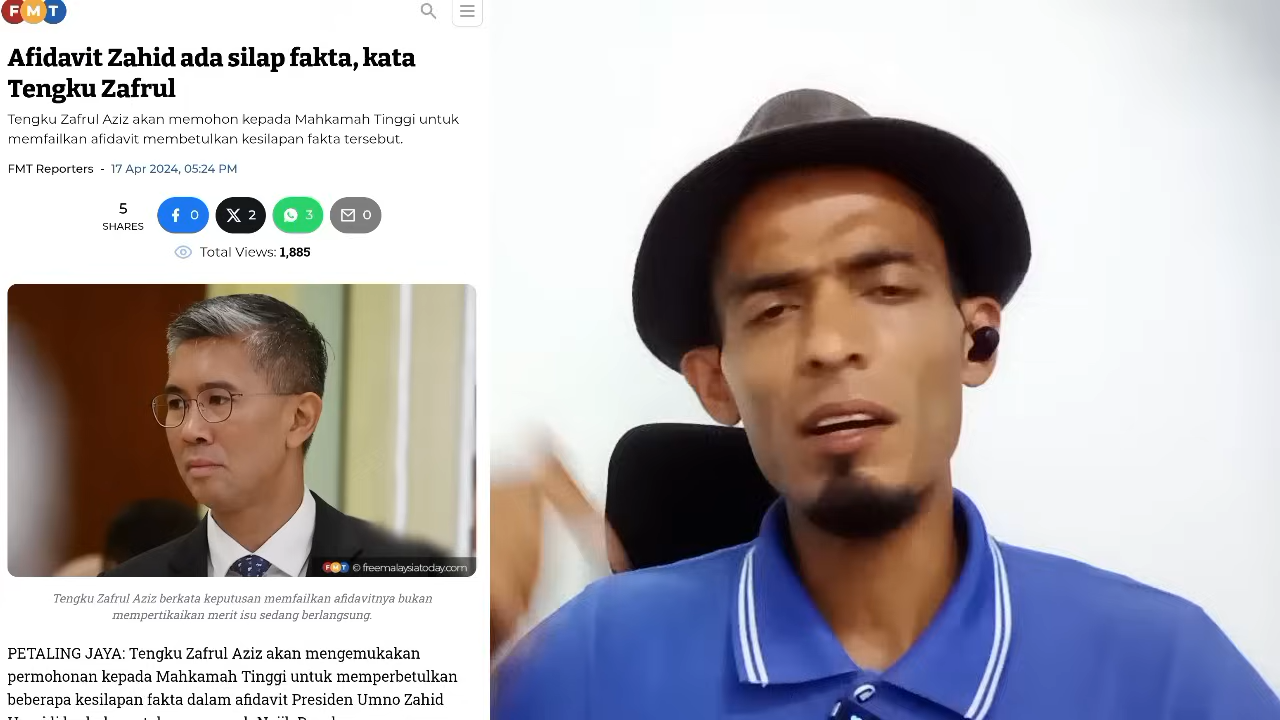 FMT
Afidavit Zahid ada silap fakta, kata
Tengku Zafrul
Tengku Zafrul Aziz akan memohon kepada Mahkamah Tinggi untuk
memfailkan afidavit membetulkan kesilapan fakta tersebut.
FMT Reporters - 17 Apr 2024, 05:24 PM
5
SHARES
0
2
3
0
Total Views: 1,885
FMT © freemalaysiatoday.com
Tengku Zafrul Aziz berkata keputusan memfailkan afidavitnya bukan
mempertikaikan merit isu sedang berlangsung.
PETALING JAYA: Tengku Zafrul Aziz akan mengemukakan
permohonan kepada Mahkamah Tinggi untuk memperbetulkan
beberapa kesilapan fakta dalam afidavit Presiden Umno Zahid